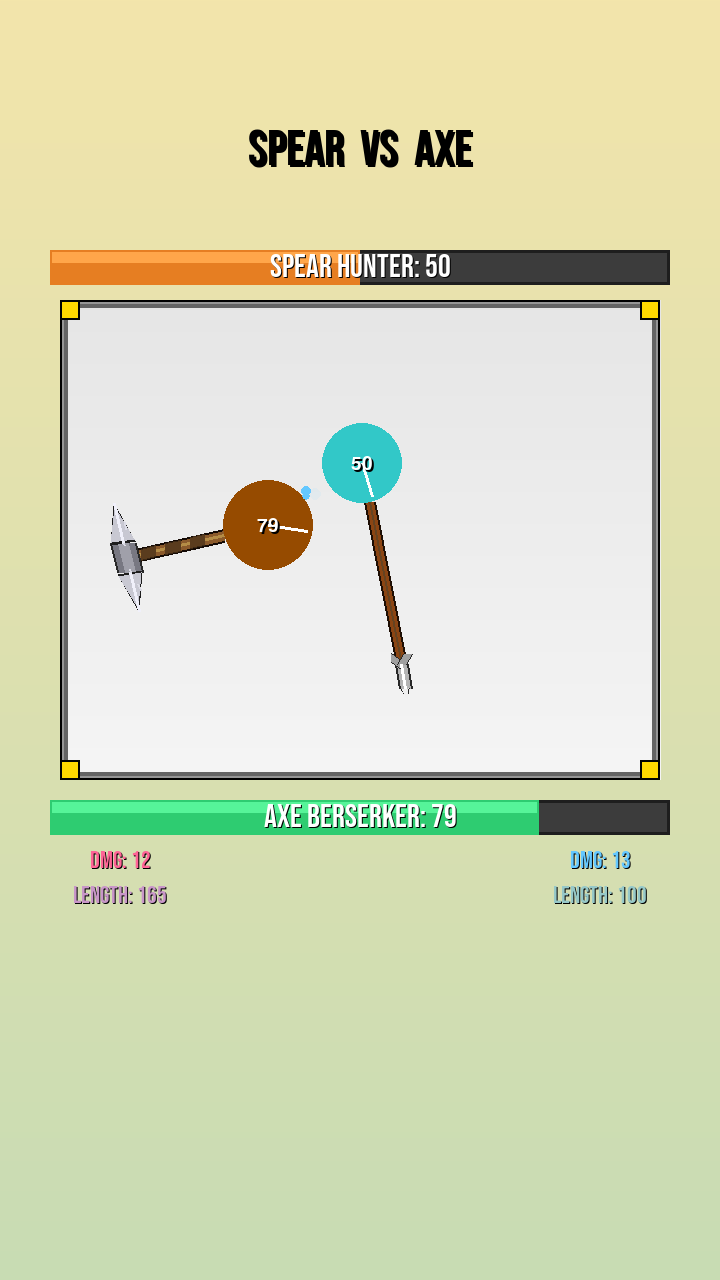 SPEAR VS AXE
SPEAR HUNTER: 50
50
79
AXE BERSERKER: 79
DMG: 12
DMG: 13
LENGTH: 165
LENGTH: 100